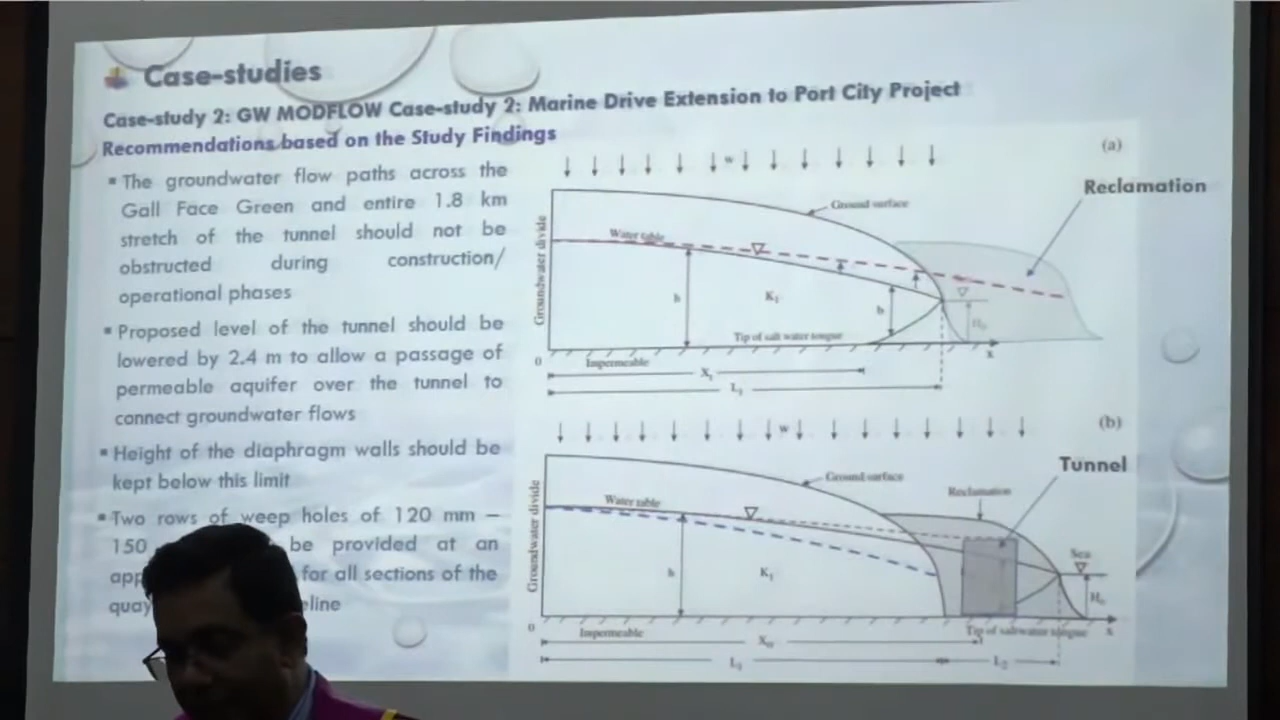 Case-studies
Case-study 2: GW MODFLOW Case-study 2: Marine Drive Extension to Port City Project
Recommendations based on the Study Findings
The groundwater flow paths across the
Gall Face Green and entire 1.8 km
stretch of the tunnel should not be
obstructed during construction/
operational phases
Proposed level of the tunnel should be
lowered by 2.4 m to allow a passage of
permeable aquifer over the tunnel to
connect groundwater flows
Height of the diaphragm walls should be
kept below this limit
Two rows of weep holes of 120 mm –
150 be provided at an
app for all sections of the
quay eline
(a)
w
Reclamation
Ground surface
Water table
Groundwater divide
h
K1
h
H0
Tip of salt water tongue
0
Impermeable
x
Xt
L1
(b)
w
Tunnel
Ground surface
Reclamation
Water table
Groundwater divide
Sea
h
K1
H0
0
Impermeable
Tip of saltwater tongue
x
L1
L2